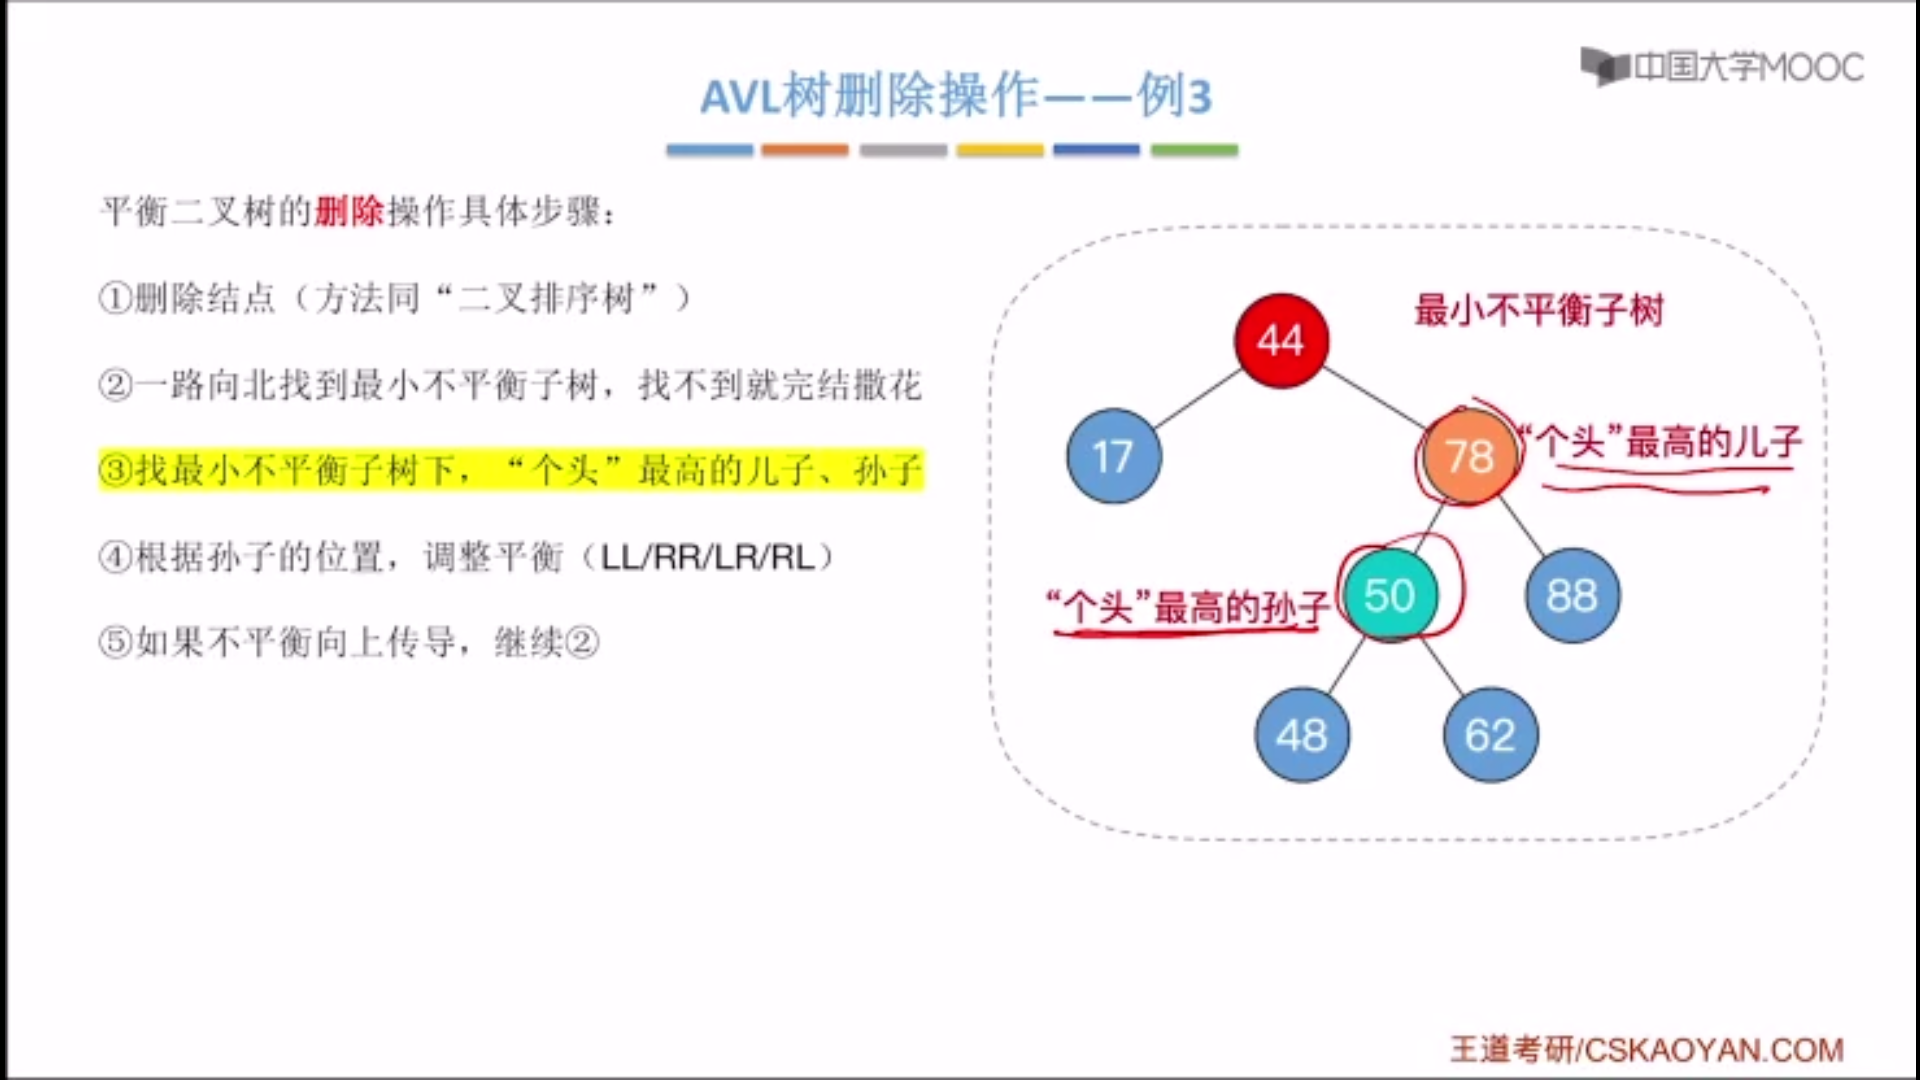 中国大学MOOC
AVL树删除操作——例3
平衡二叉树的删除操作具体步骤：
①删除结点（方法同“二叉排序树”）
②一路向北找到最小不平衡子树，找不到就完结撒花
③找最小不平衡子树下，“个头”最高的儿子、孙子
④根据孙子的位置，调整平衡（LL/RR/LR/RL）
⑤如果不平衡向上传导，继续②
最小不平衡子树
44
17
78
“个头”最高的儿子
“个头”最高的孙子
50
88
48
62
王道考研/CSKAOYAN.COM